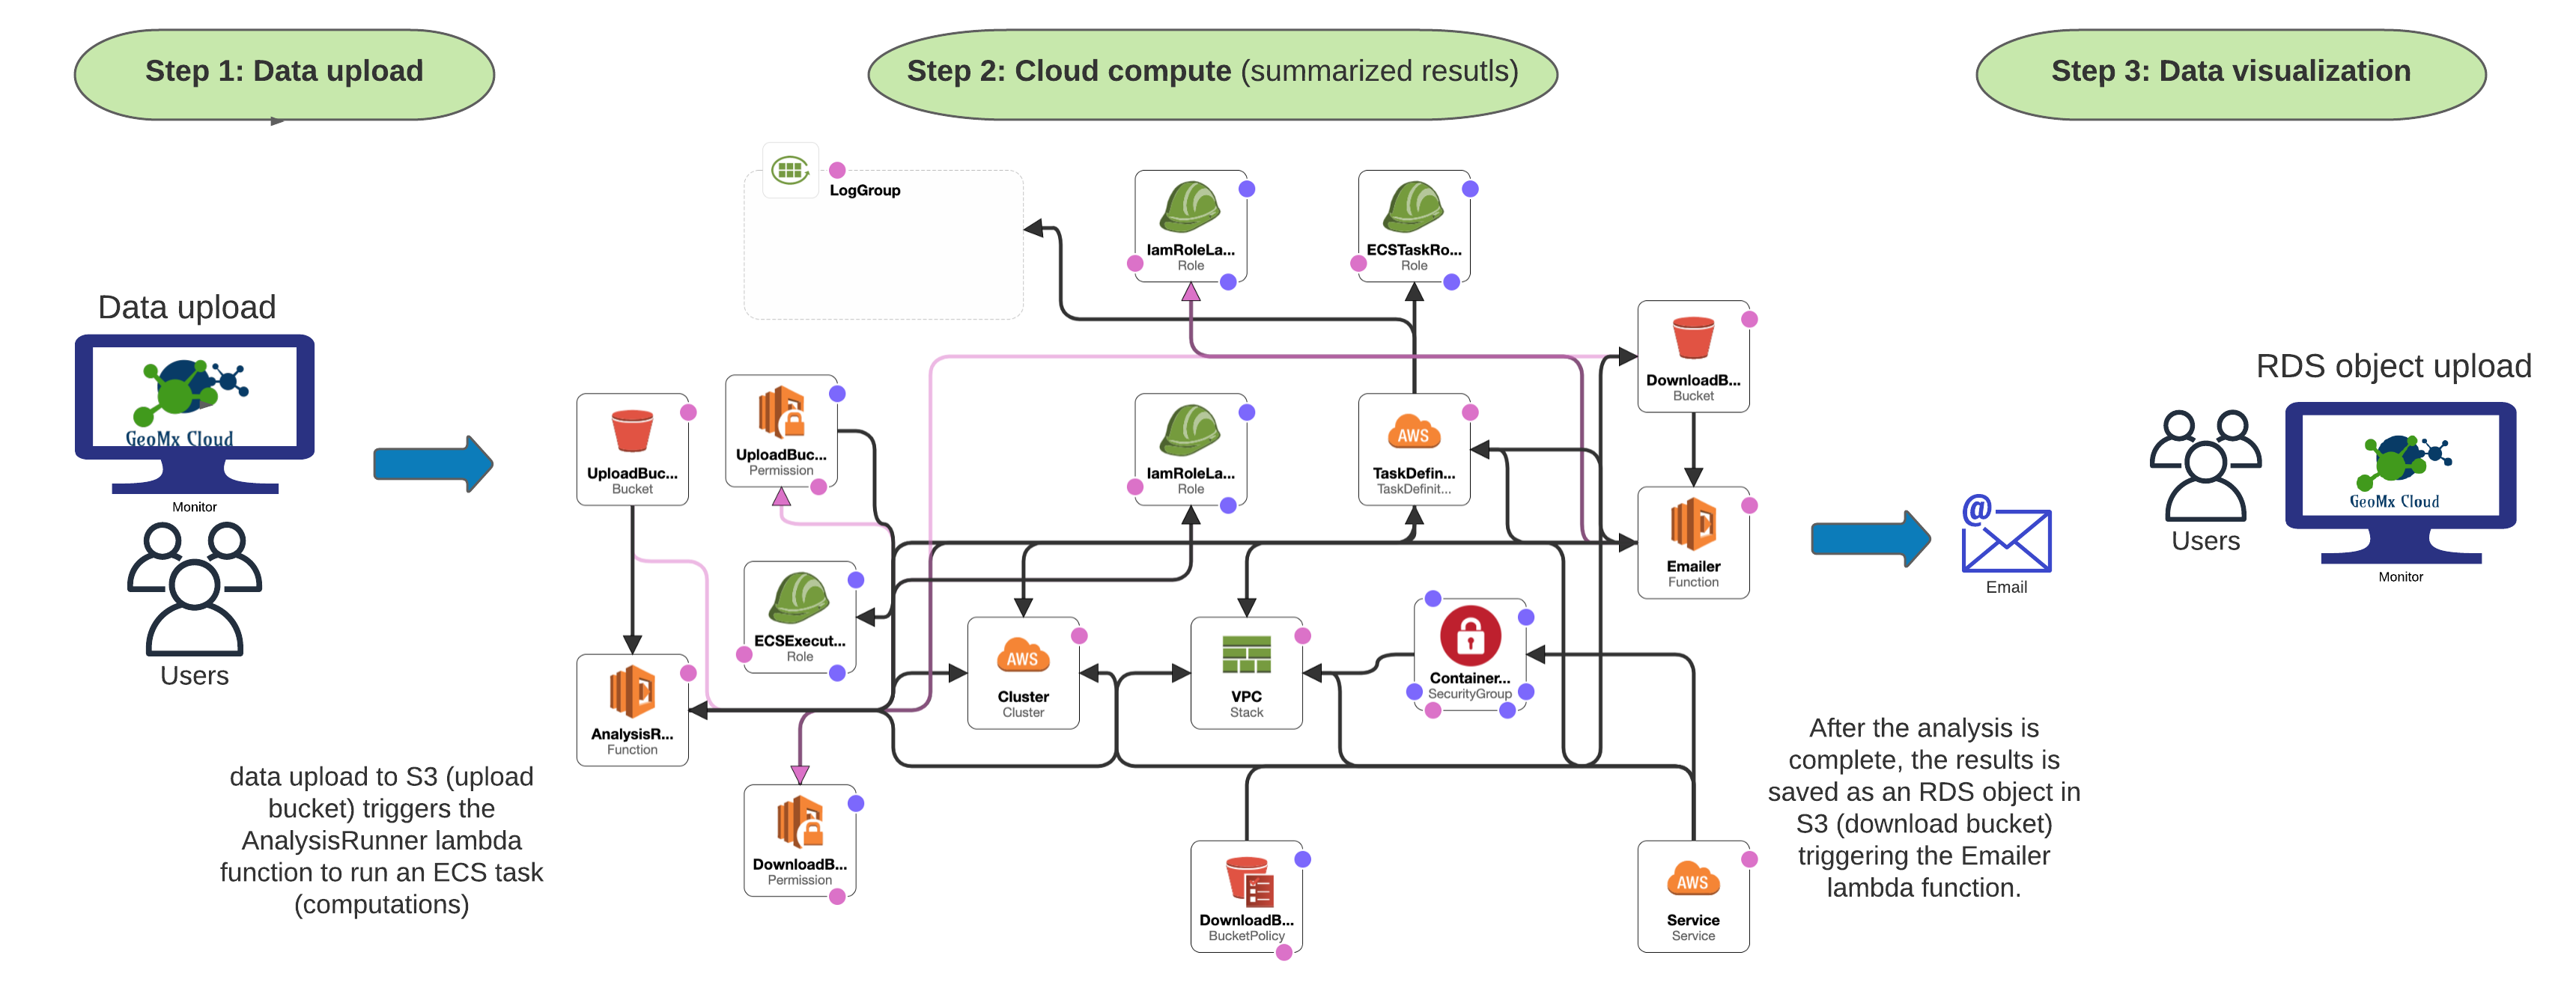 Step 1: Data upload
Step 2: Cloud compute (summarized resutls)
Step 3: Data visualization
Data upload
GeoMx Cloud
Monitor
Users
data upload to S3 (upload
bucket) triggers the
AnalysisRunner lambda
function to run an ECS task
(computations)
LogGroup
IamRoleLa...
Role
ECSTaskRo...
Role
DownloadB...
Bucket
UploadBuc...
Bucket
UploadBuc...
Permission
IamRoleLa...
Role
AWS
TaskDefin...
TaskDefinit...
Emailer
Function
ECSExecut...
Role
AWS
Cluster
Cluster
VPC
Stack
Container...
SecurityGroup
AnalysisR...
Function
DownloadB...
Permission
DownloadB...
BucketPolicy
AWS
Service
Service
@
Email
After the analysis is
complete, the results is
saved as an RDS object in
S3 (download bucket)
triggering the Emailer
lambda function.
RDS object upload
GeoMx Cloud
Users
Monitor